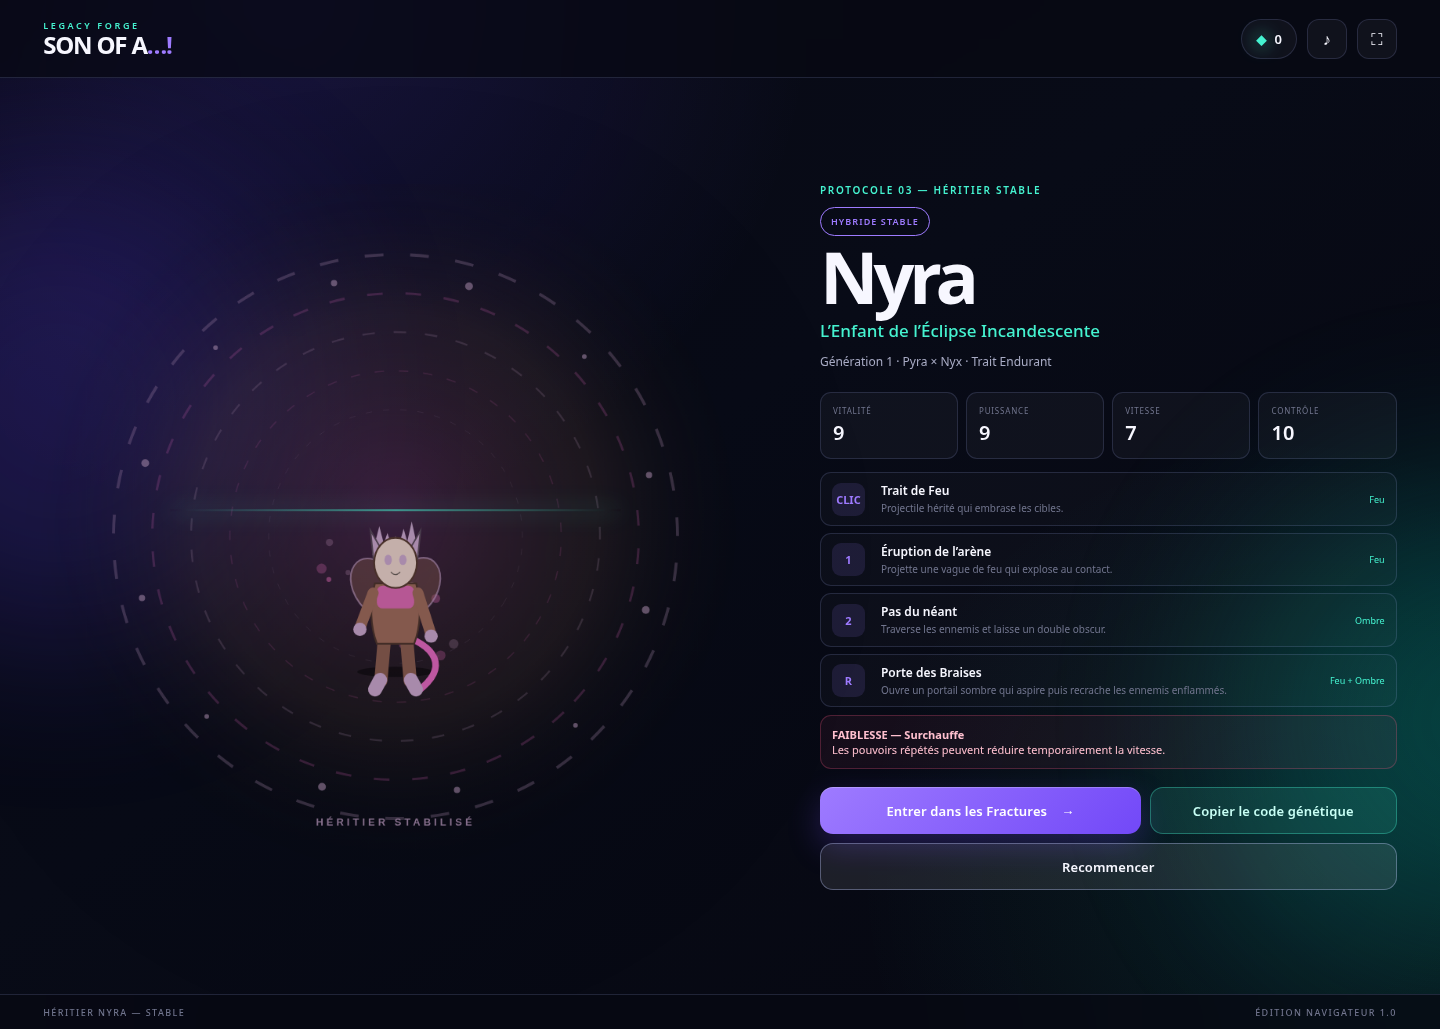 LEGACY FORGE
SON OF A...!
◆ 0
♪
PROTOCOLE 03 — HÉRITIER STABLE
HYBRIDE STABLE
Nyra
L’Enfant de l’Éclipse Incandescente
Génération 1 · Pyra × Nyx · Trait Endurant
VITALITÉ PUISSANCE VITESSE CONTRÔLE
9 9 7 10
CLIC Trait de Feu Feu
Projectile hérité qui embrase les cibles.
1 Éruption de l’arène Feu
Projette une vague de feu qui explose au contact.
2 Pas du néant Ombre
Traverse les ennemis et laisse un double obscur.
R Porte des Braises Feu + Ombre
Ouvre un portail sombre qui aspire puis recrache les ennemis enflammés.
FAIBLESSE — Surchauffe
Les pouvoirs répétés peuvent réduire temporairement la vitesse.
Entrer dans les Fractures →
Copier le code génétique
Recommencer
HÉRITIER STABILISÉ
HÉRITIER NYRA — STABLE
ÉDITION NAVIGATEUR 1.0